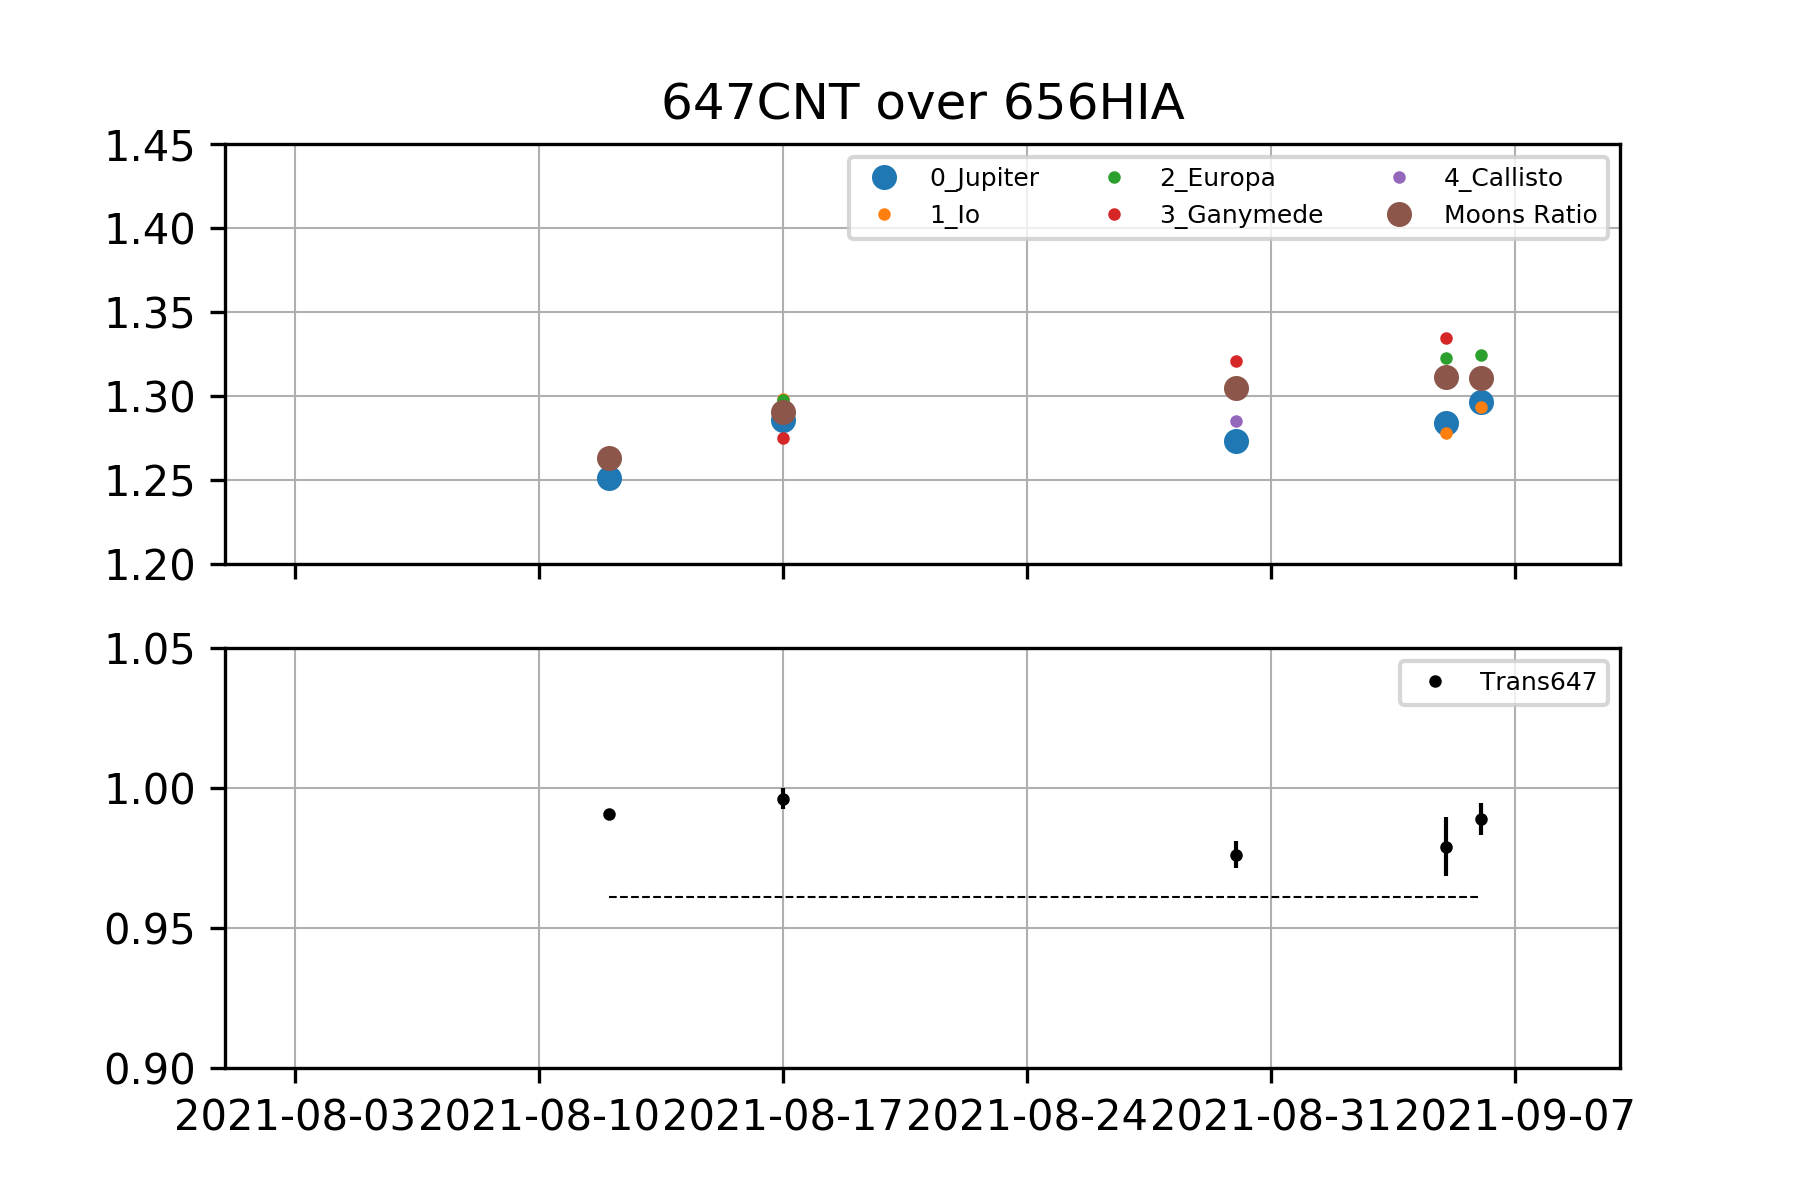 647CNT over 656HIA
1.45
1.40
1.35
1.30
1.25
1.20
0_Jupiter 2_Europa 4_Callisto
1_Io 3_Ganymede Moons Ratio
1.05
1.00
0.95
0.90
Trans647
2021-08-03 2021-08-10 2021-08-17 2021-08-24 2021-08-31 2021-09-07